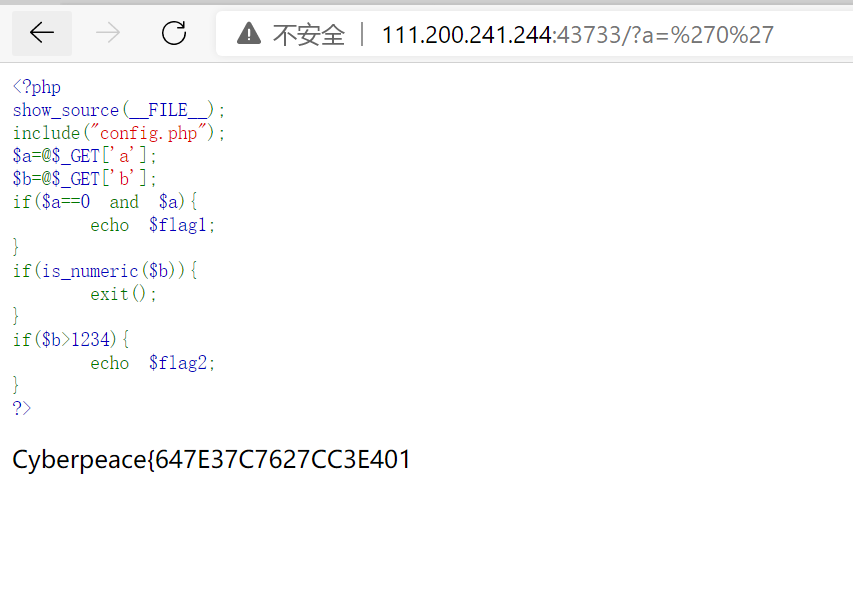 不安全 | 111.200.241.244:43733/?a=%270%27
<?php
show_source(__FILE__);
include("config.php");
$a=@$_GET['a'];
$b=@$_GET['b'];
if($a==0 and $a){
echo $flag1;
}
if(is_numeric($b)){
exit();
}
if($b>1234){
echo $flag2;
}
?>
Cyberpeace{647E37C7627CC3E401